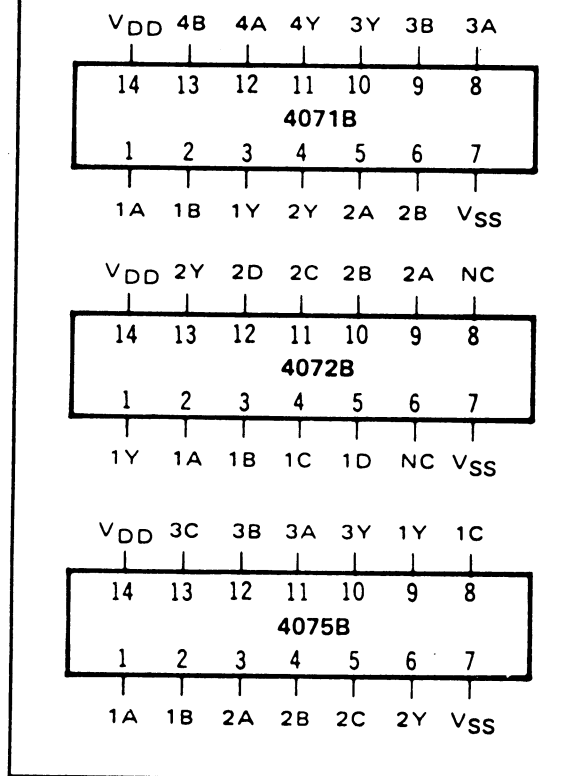 VDD 4B 4A 4Y 3Y 3B 3A
14 13 12 11 10 9 8
4071B
1 2 3 4 5 6 7
1A 1B 1Y 2Y 2A 2B VSS
VDD 2Y 2D 2C 2B 2A NC
14 13 12 11 10 9 8
4072B
1 2 3 4 5 6 7
1Y 1A 1B 1C 1D NC VSS
VDD 3C 3B 3A 3Y 1Y 1C
14 13 12 11 10 9 8
4075B
1 2 3 4 5 6 7
1A 1B 2A 2B 2C 2Y VSS